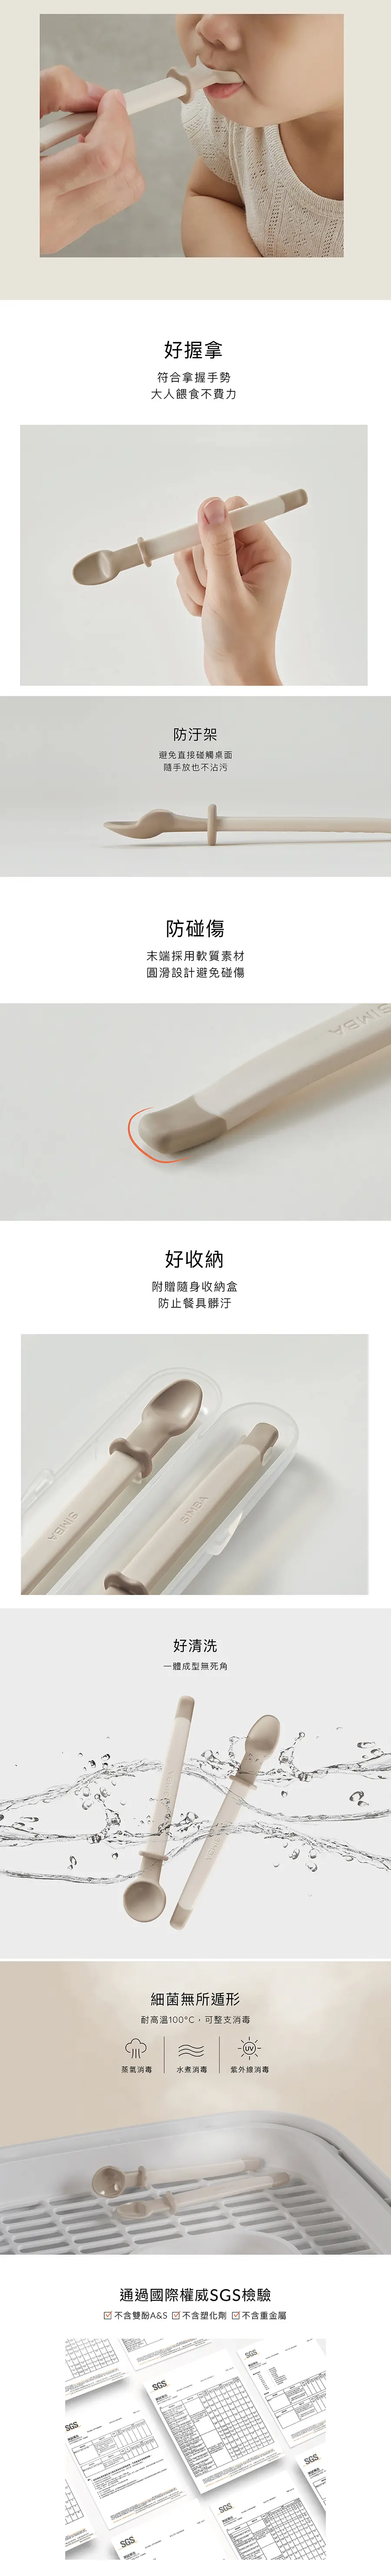 好握拿
符合拿握手勢
大人餵食不費力
防汙架
避免直接碰觸桌面
隨手放也不沾污
防碰傷
末端採用軟質素材
圓滑設計避免碰傷
SIMBA
好收納
附贈隨身收納盒
防止餐具髒汙
SIMBA
SIMBA
好清洗
一體成型無死角
細菌無所遁形
耐高溫100°C，可整支消毒
UV
蒸氣消毒
水煮消毒
紫外線消毒
通過國際權威SGS檢驗
不含雙酚A&S 不含塑化劑 不含重金屬
SGS
SGS
SGS
SGS
SGS
SGS